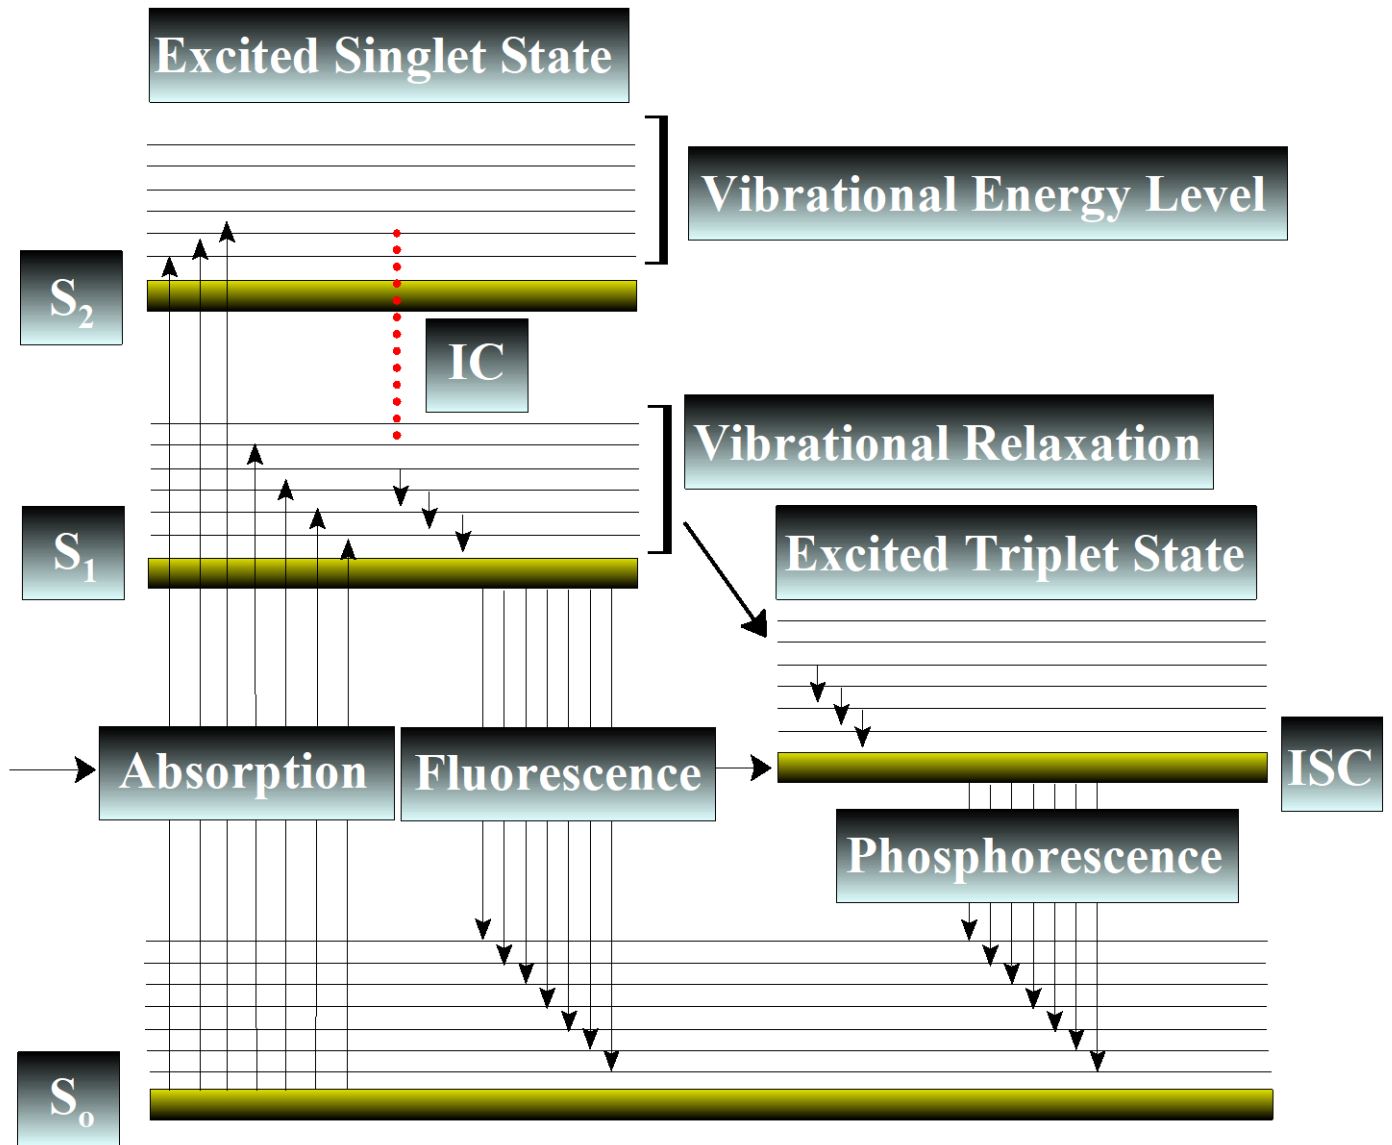 Excited Singlet State
Vibrational Energy Level
S₂
IC
Vibrational Relaxation
S₁
Excited Triplet State
Absorption
Fluorescence
ISC
Phosphorescence
Sₒ